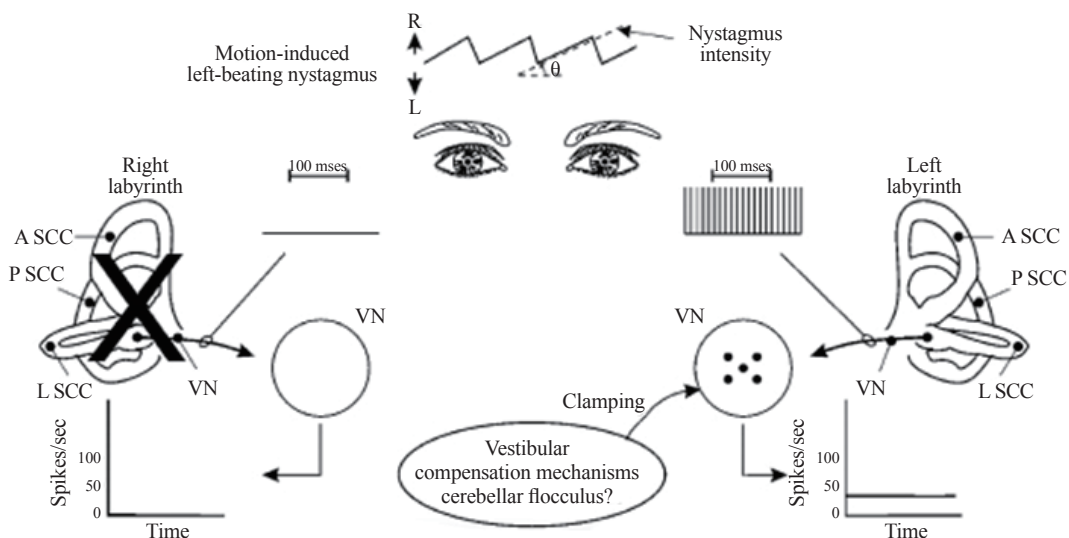 R
Motion-induced
left-beating nystagmus
θ
Nystagmus
intensity
L
Right
labyrinth
100 mses
100 mses
Left
labyrinth
A SCC
P SCC
L SCC
VN
VN
VN
VN
A SCC
P SCC
L SCC
Clamping
Vestibular
compensation mechanisms
cerebellar flocculus?
Spikes/sec
100
50
0
Time
Spikes/sec
100
50
0
Time